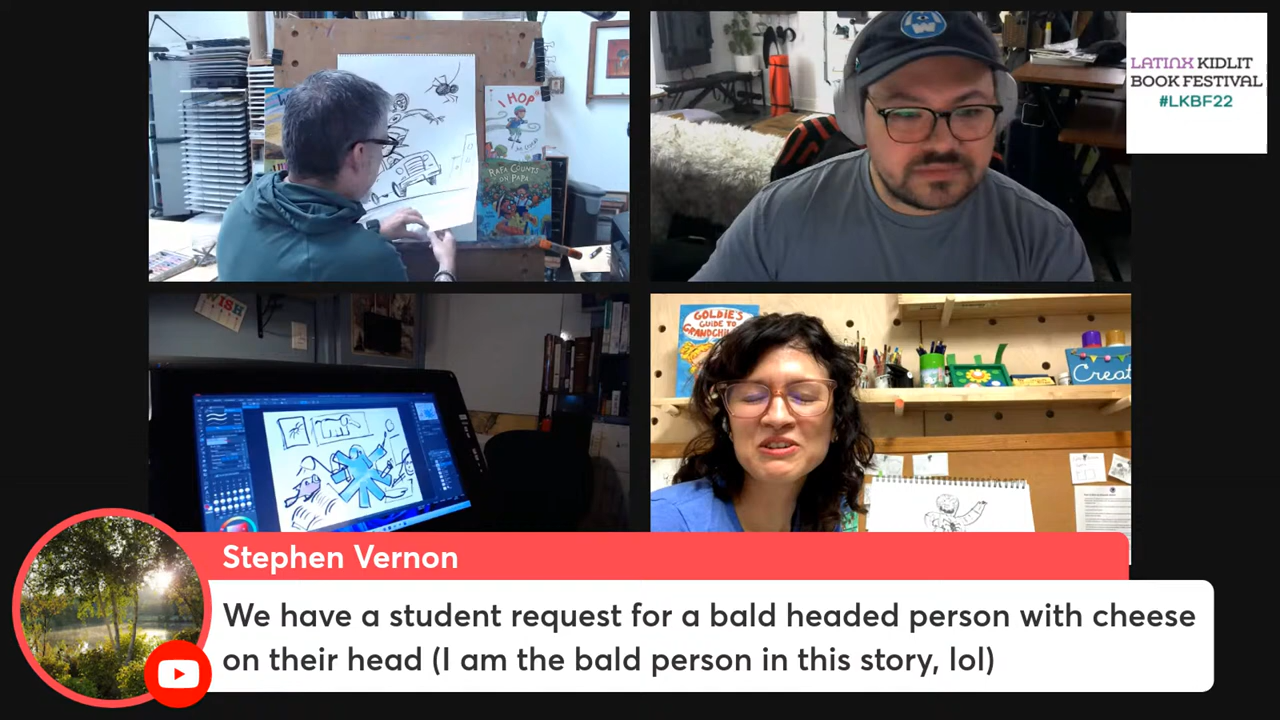 LATINX KIDLIT
BOOK FESTIVAL
#LKBF22
I HOP
RAFA COUNTS
ON PAPA
WISH
GOLDIE'S
GUIDE TO
Creat
Stephen Vernon
We have a student request for a bald headed person with cheese
on their head (I am the bald person in this story, lol)